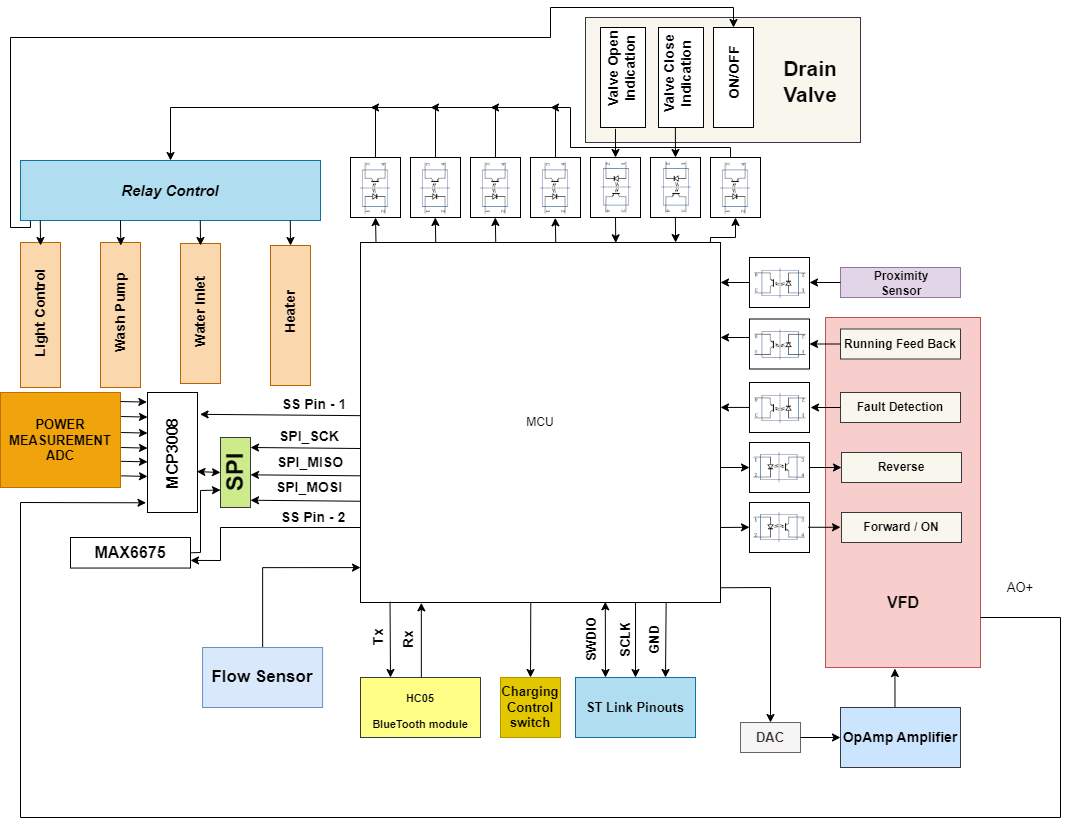 Valve Open
Indication
Valve Close
Indication
ON/OFF
Drain
Valve
Relay Control
Light Control
Wash Pump
Water Inlet
Heater
Proximity
Sensor
Running Feed Back
Fault Detection
Reverse
Forward / ON
VFD
AO+
POWER
MEASUREMENT
ADC
MCP3008
SPI
SS Pin - 1
SPI_SCK
SPI_MISO
SPI_MOSI
SS Pin - 2
MCU
MAX6675
Flow Sensor
Tx
Rx
SWDIO
SCLK
GND
HC05
BlueTooth module
Charging
Control
switch
ST Link Pinouts
DAC
OpAmp Amplifier